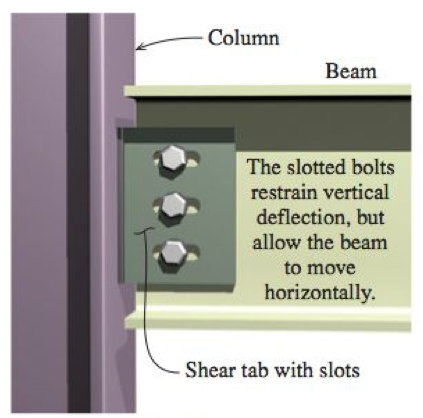 Column
Beam
The slotted bolts
restrain vertical
deflection, but
allow the beam
to move
horizontally.
Shear tab with slots